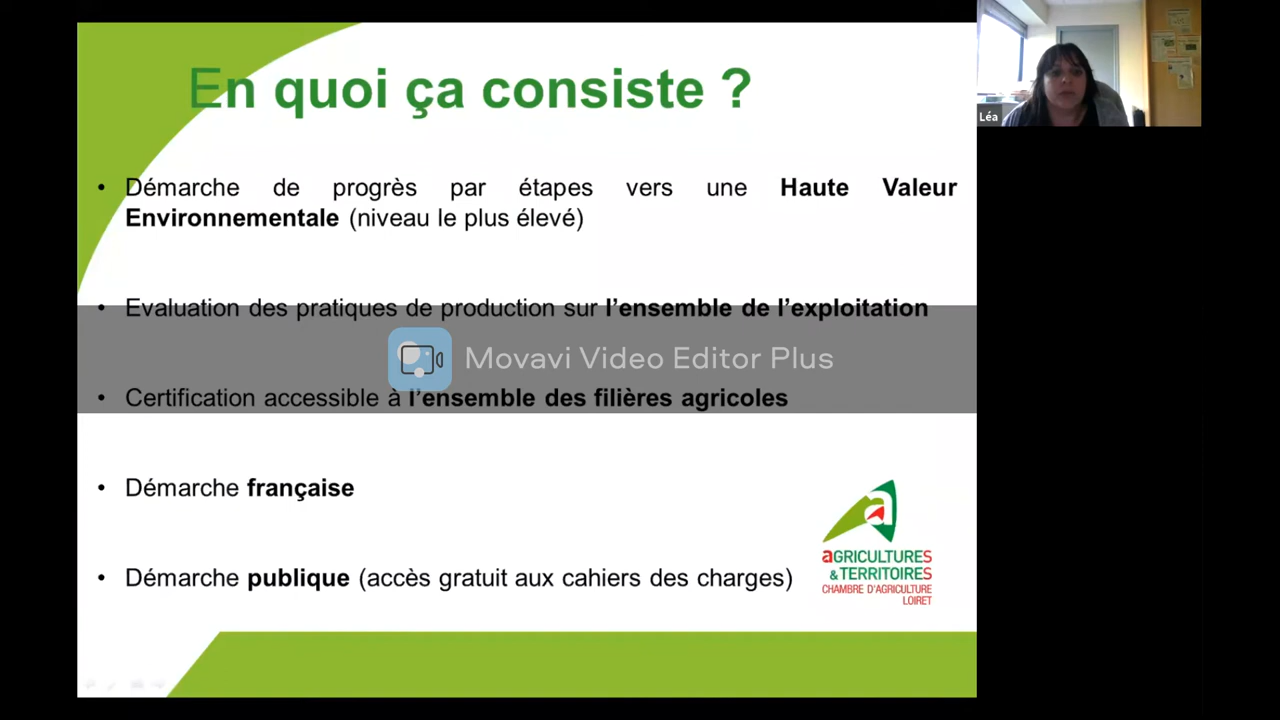 En quoi ça consiste ?
Léa
• Démarche de progrès par étapes vers une Haute Valeur
Environnementale (niveau le plus élevé)
• Evaluation des pratiques de production sur l'ensemble de l'exploitation
Movavi Video Editor Plus
• Certification accessible à l'ensemble des filières agricoles
• Démarche française
• Démarche publique (accès gratuit aux cahiers des charges)
a
aGRICULTURES
& TERRITOIRES
CHAMBRE D'AGRICULTURE
LOIRET